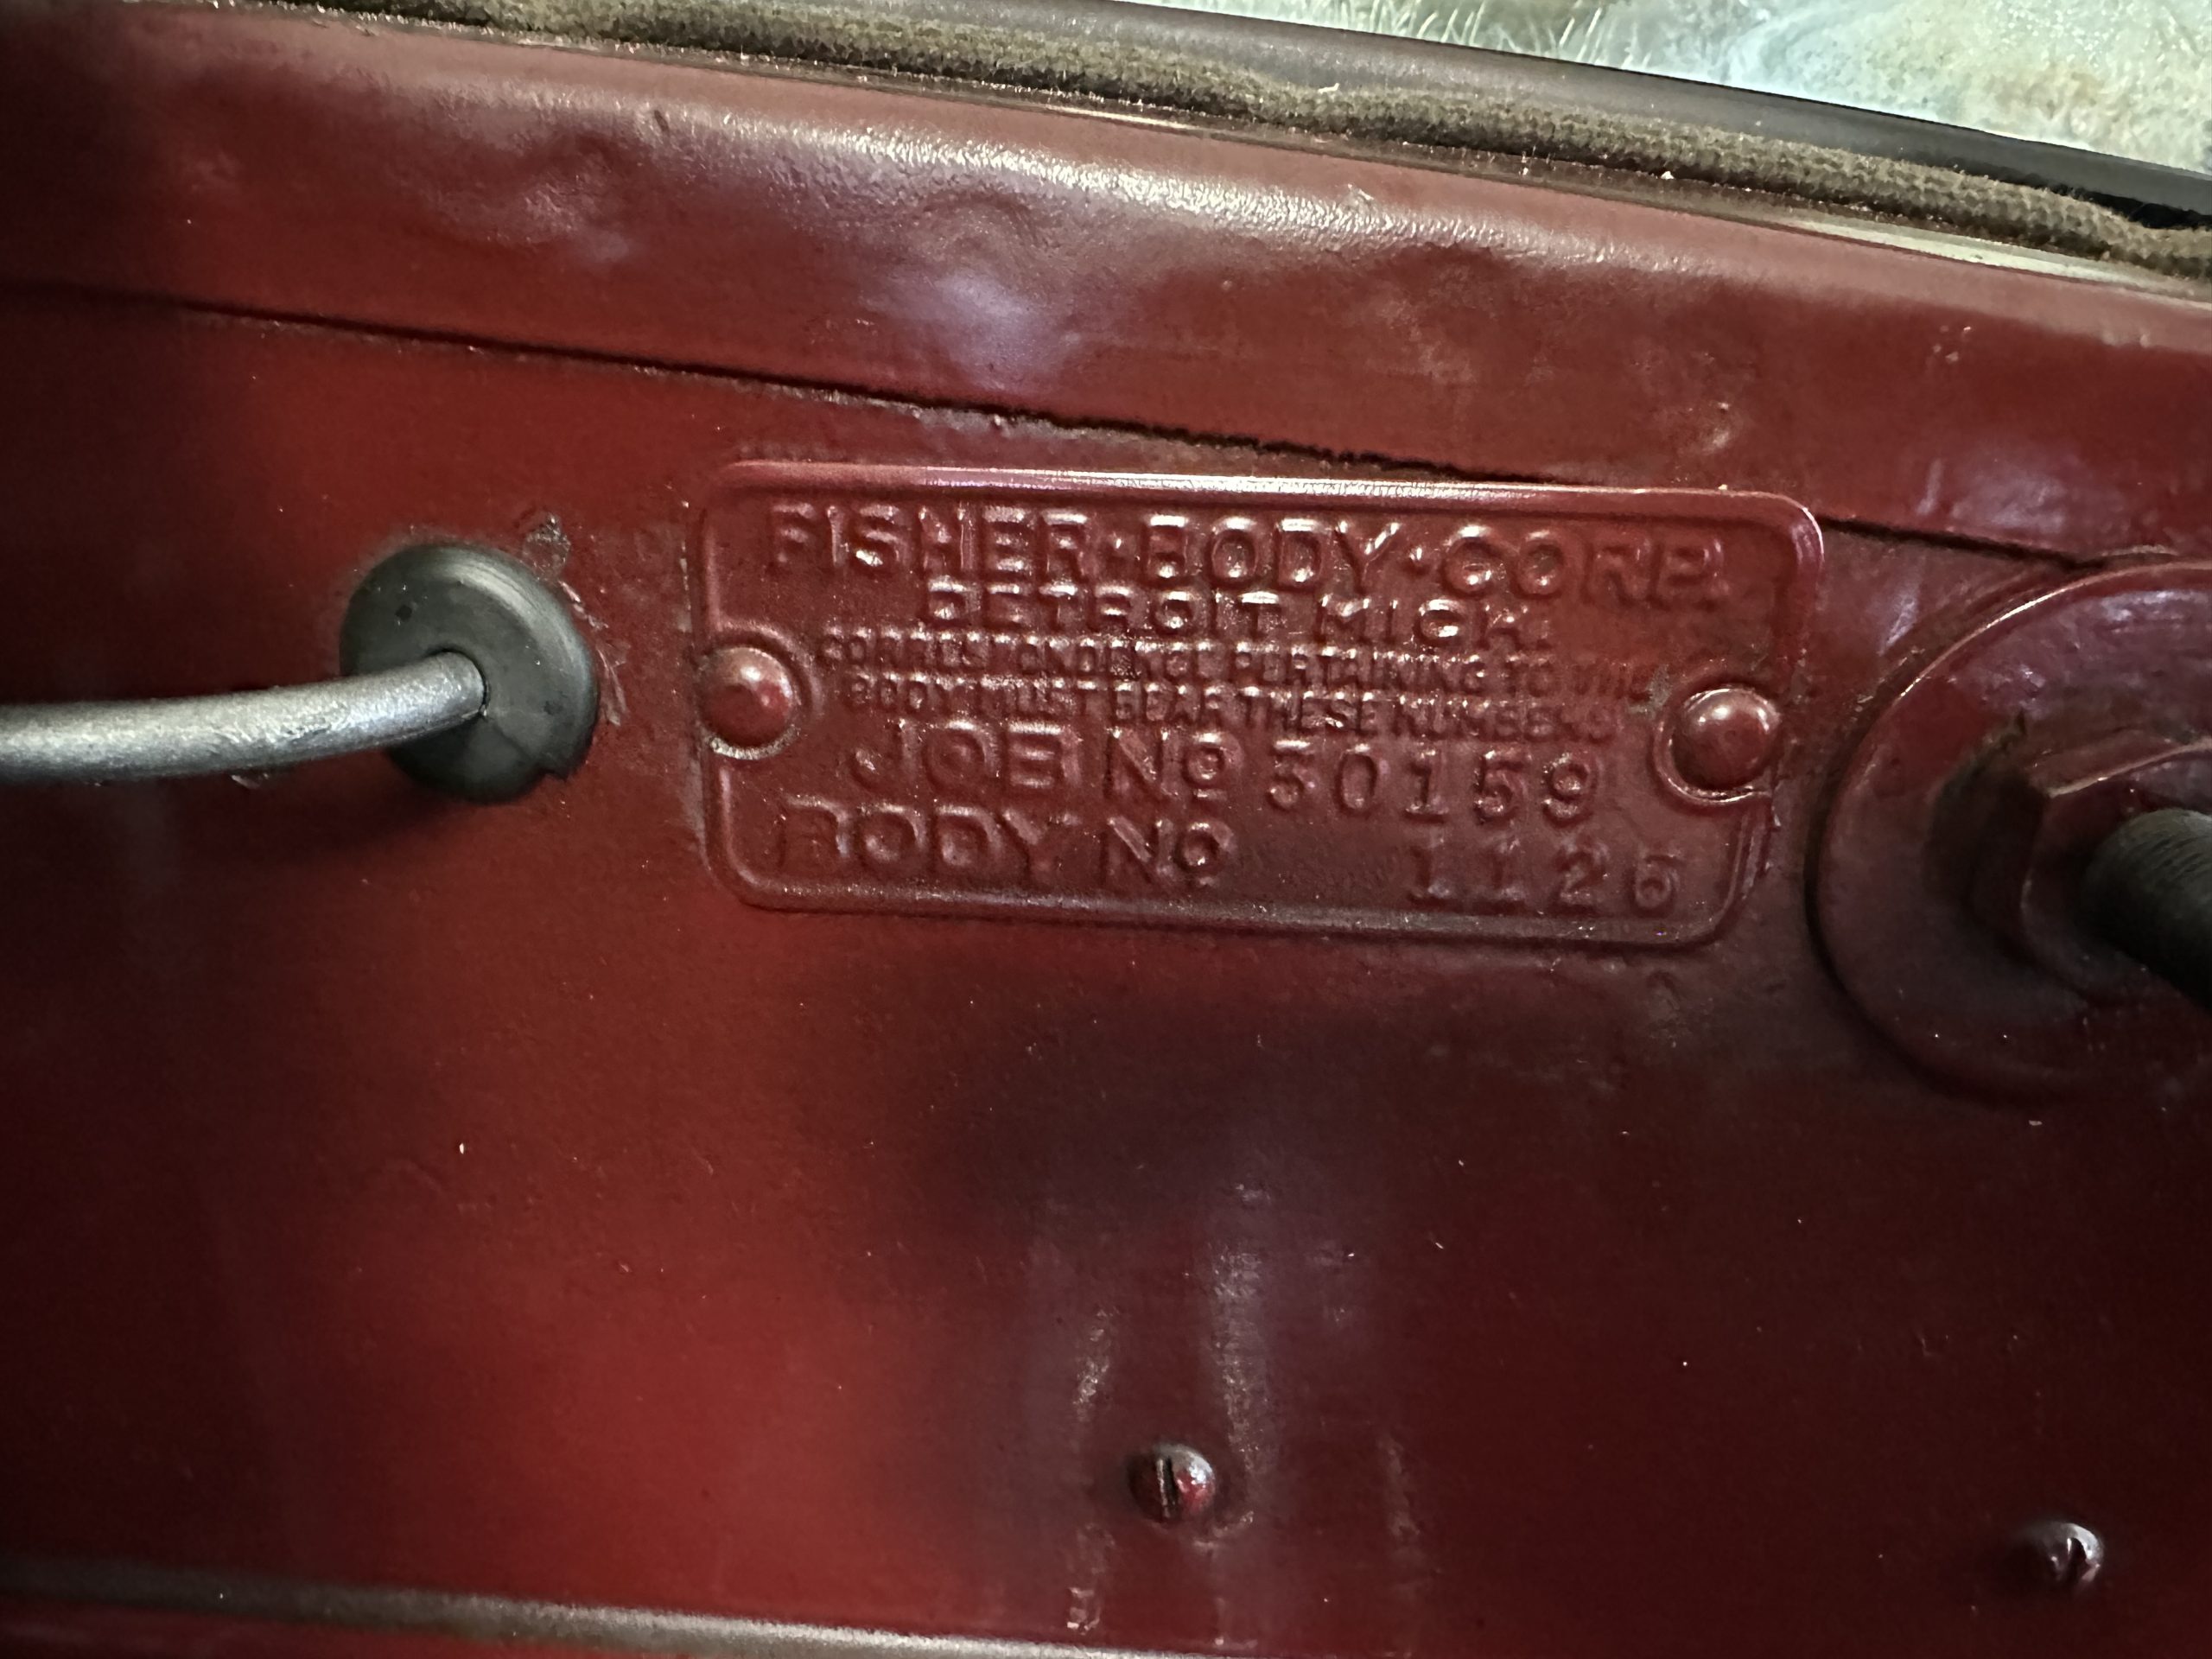 FISHER·BODY·CORP.
DETROIT MICH.
CORRESPONDENCE PERTAINING TO THE
BODY MUST BEAR THESE NUMBERS
JOB No 30159
BODY No 1126